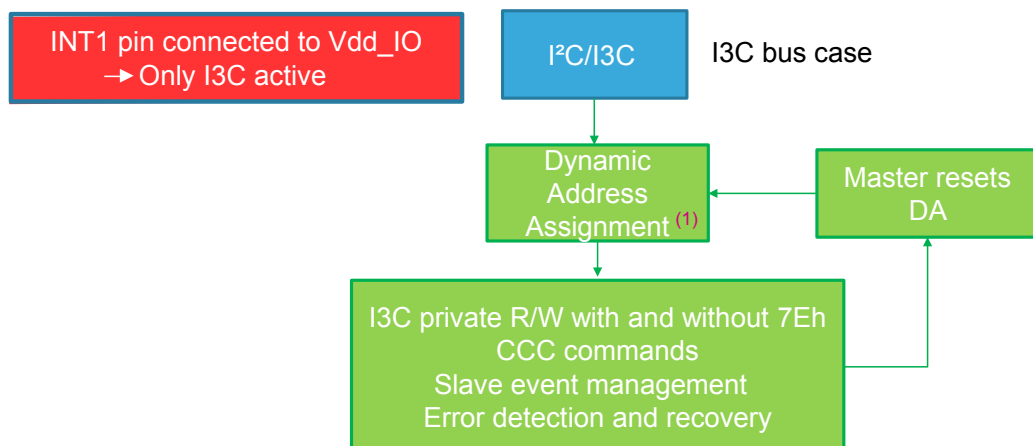 INT1 pin connected to Vdd_IO
→ Only I3C active
I²C/I3C
I3C bus case
Dynamic
Address
Assignment (1)
Master resets
DA
I3C private R/W with and without 7Eh
CCC commands
Slave event management
Error detection and recovery